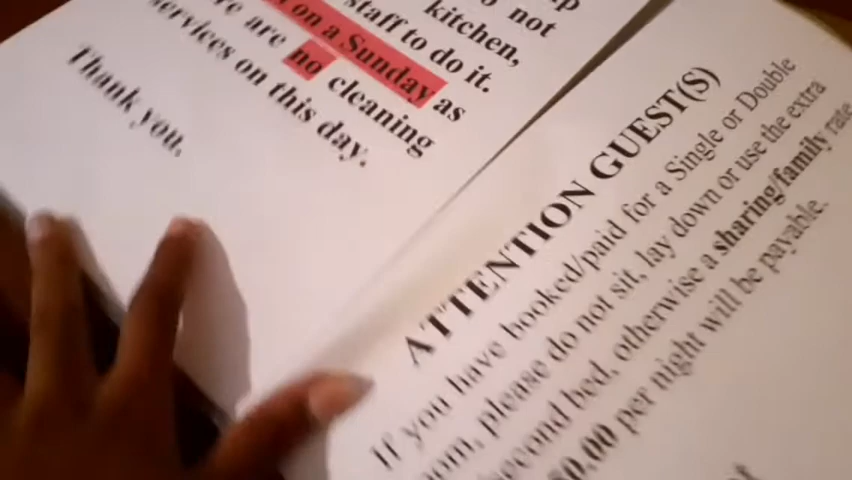 not
kitchen,
staff to do it.
on a Sunday as
are no cleaning
services on this day.
Thank you,
ATTENTION GUEST(S)
If you have booked/paid for a Single or Double
please do not sit, lay down or use the extra
second bed, otherwise a sharing/family rate
per night will be payable.